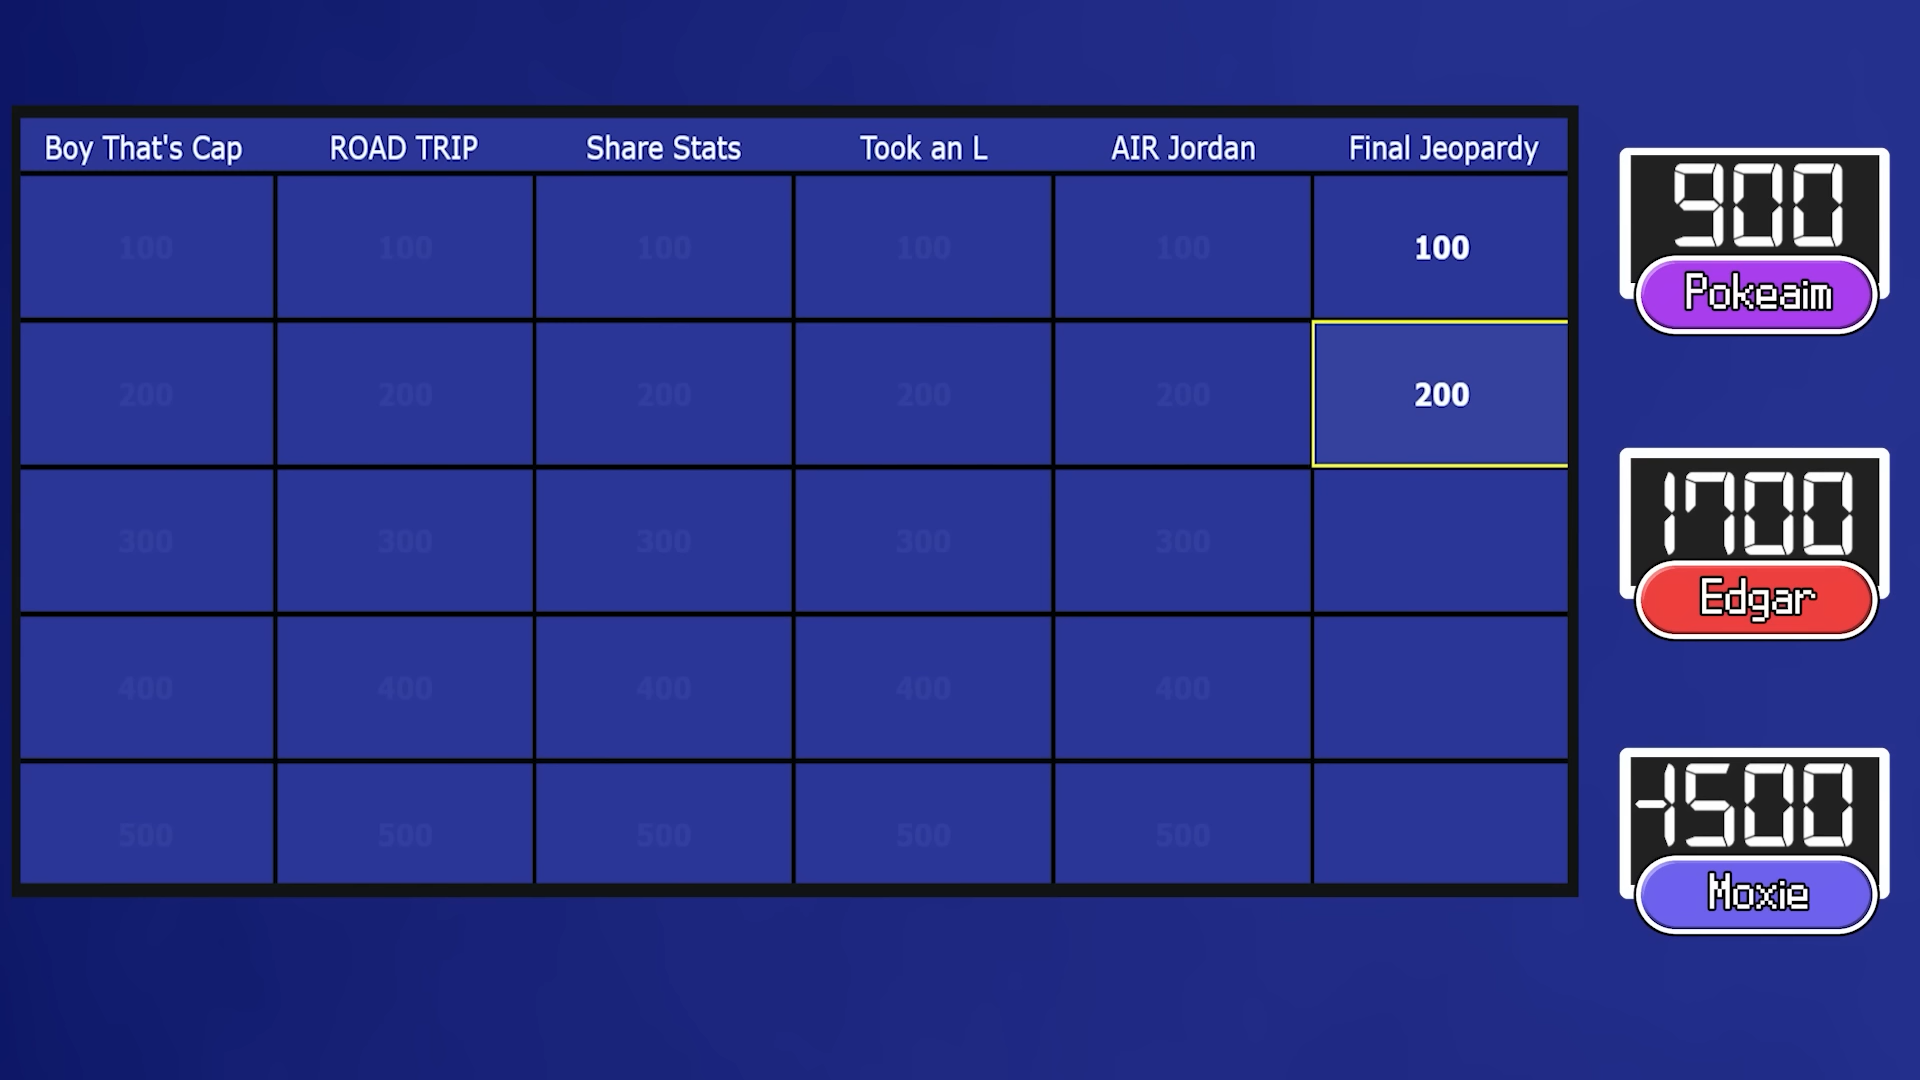 Boy That's Cap ROAD TRIP Share Stats Took an L AIR Jordan Final Jeopardy
100 100 100 100 100 100
200 200 200 200 200 200
300 300 300 300 300
400 400 400 400 400
500 500 500 500 500
900
Pokeaim
1700
Edgar
-1500
Moxie